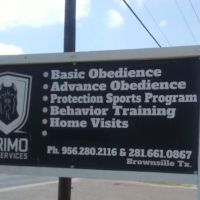 • Basic Obedience
• Advance Obedience
• Protection Sports Program
• Behavior Training
• Home Visits
•
RIMO
SERVICES
Ph. 956.280.2116 & 281.661.0867
Brownsille Tx.